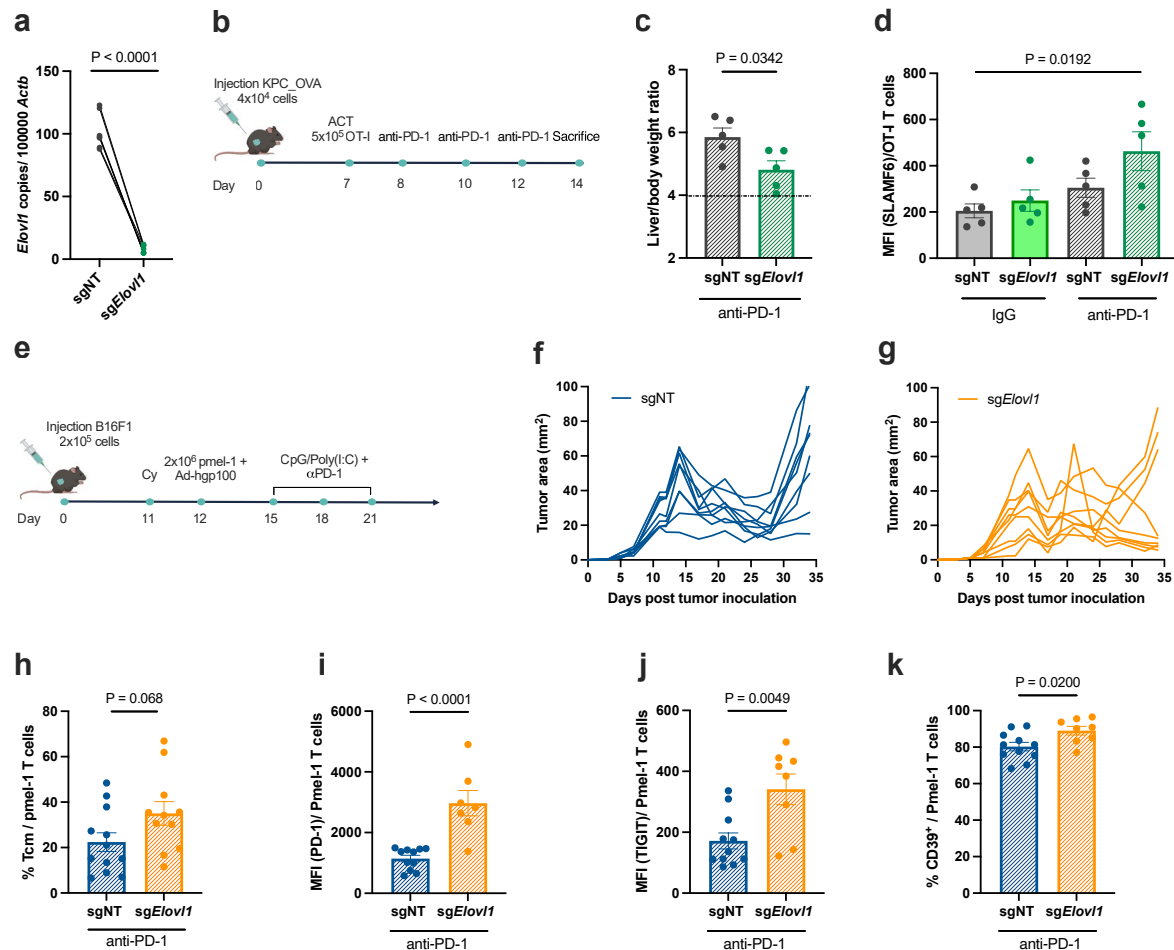 a
P < 0.0001
Elovl1 copies/ 100000 Actb
150
100
50
0
sgNT
sgElovl1
b
Injection KPC_OVA
4x10⁴ cells
ACT
5x10⁵ OT-I
anti-PD-1
anti-PD-1
anti-PD-1
Sacrifice
Day
0
7
8
10
12
14
c
P = 0.0342
Liver/body weight ratio
8
6
4
2
sgNT
sgElovl1
anti-PD-1
d
P = 0.0192
MFI (SLAMF6)/OT-I T cells
800
600
400
200
0
sgNT
sgElovl1
sgNT
sgElovl1
IgG
anti-PD-1
e
Injection B16F1
2x10⁵ cells
Cy
2x10⁶ pmel-1 +
Ad-hgp100
CpG/Poly(I:C) +
αPD-1
Day
0
11
12
15
18
21
f
sgNT
Tumor area (mm²)
100
80
60
40
20
0
0 5 10 15 20 25 30 35
Days post tumor inoculation
g
sgElovl1
Tumor area (mm²)
100
80
60
40
20
0
0 5 10 15 20 25 30 35
Days post tumor inoculation
h
P = 0.068
% Tcm / pmel-1 T cells
80
60
40
20
0
sgNT
sgElovl1
anti-PD-1
i
P < 0.0001
MFI (PD-1)/ Pmel-1 T cells
6000
4000
2000
0
sgNT
sgElovl1
anti-PD-1
j
P = 0.0049
MFI (TIGIT)/ Pmel-1 T cells
600
400
200
0
sgNT
sgElovl1
anti-PD-1
k
P = 0.0200
% CD39⁺ / Pmel-1 T cells
100
80
60
40
20
0
sgNT
sgElovl1
anti-PD-1